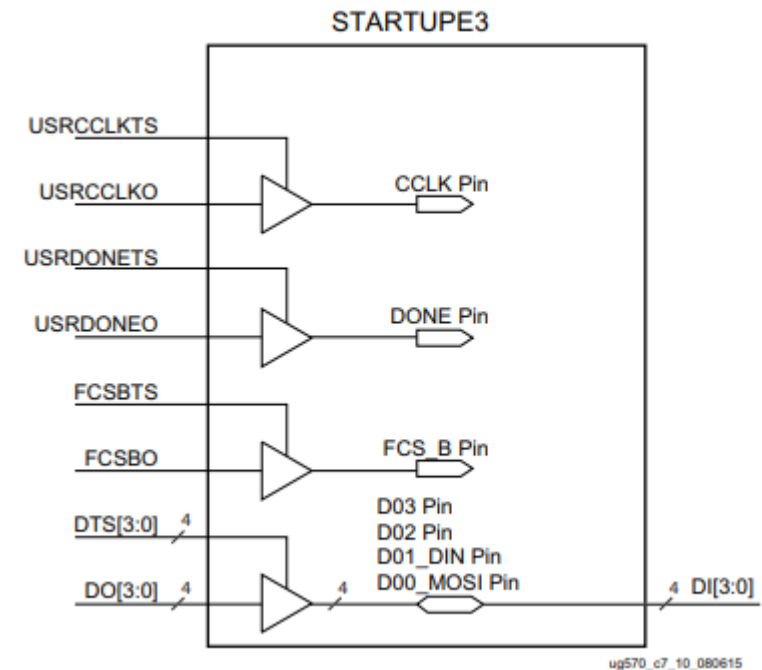 STARTUPE3
USRCCLKTS
USRCCLKO
CCLK Pin
USRDONETS
USRDONEO
DONE Pin
FCSBTS
FCSBO
FCS_B Pin
DTS[3:0] 4
D03 Pin
D02 Pin
D01_DIN Pin
D00_MOSI Pin
DO[3:0] 4
4
4 DI[3:0]
ug570_c7_10_080615